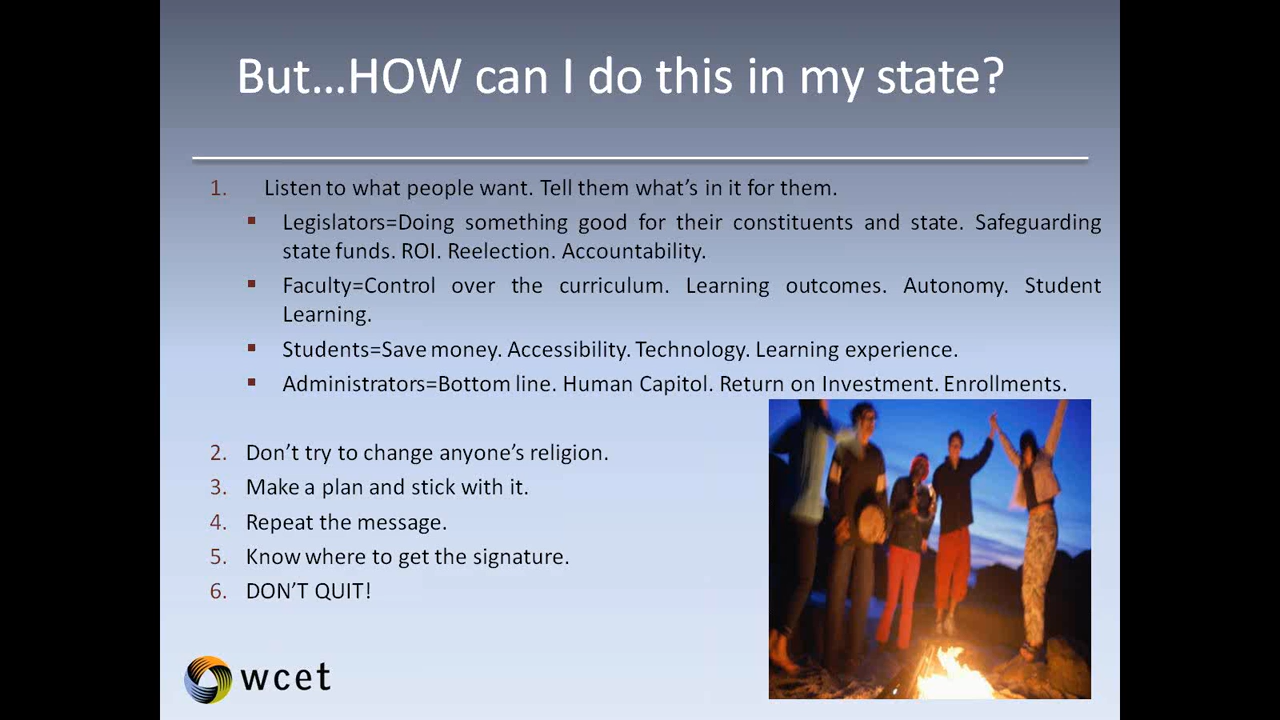 But...HOW can I do this in my state?
1. Listen to what people want. Tell them what's in it for them.
▪ Legislators=Doing something good for their constituents and state. Safeguarding
state funds. ROI. Reelection. Accountability.
▪ Faculty=Control over the curriculum. Learning outcomes. Autonomy. Student
Learning.
▪ Students=Save money. Accessibility. Technology. Learning experience.
▪ Administrators=Bottom line. Human Capitol. Return on Investment. Enrollments.
2. Don't try to change anyone's religion.
3. Make a plan and stick with it.
4. Repeat the message.
5. Know where to get the signature.
6. DON'T QUIT!
wcet